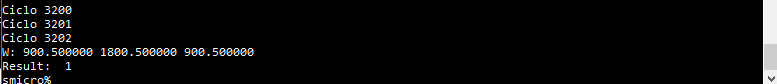 Ciclo 3200
Ciclo 3201
Ciclo 3202
W: 900.500000 1800.500000 900.500000
Result:  1
smicro%